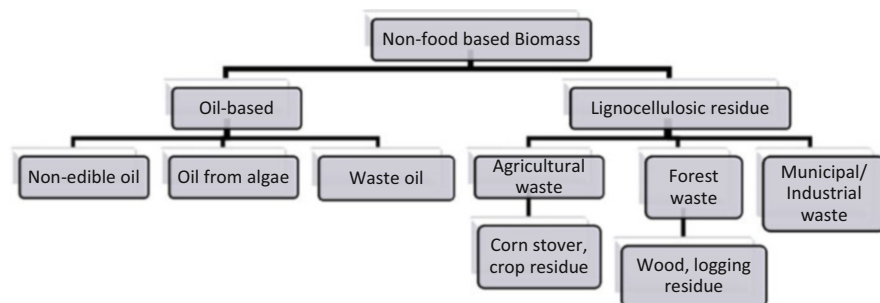 Non-food based Biomass
Oil-based
Lignocellulosic residue
Non-edible oil
Oil from algae
Waste oil
Agricultural
waste
Forest
waste
Municipal/
Industrial
waste
Corn stover,
crop residue
Wood, logging
residue